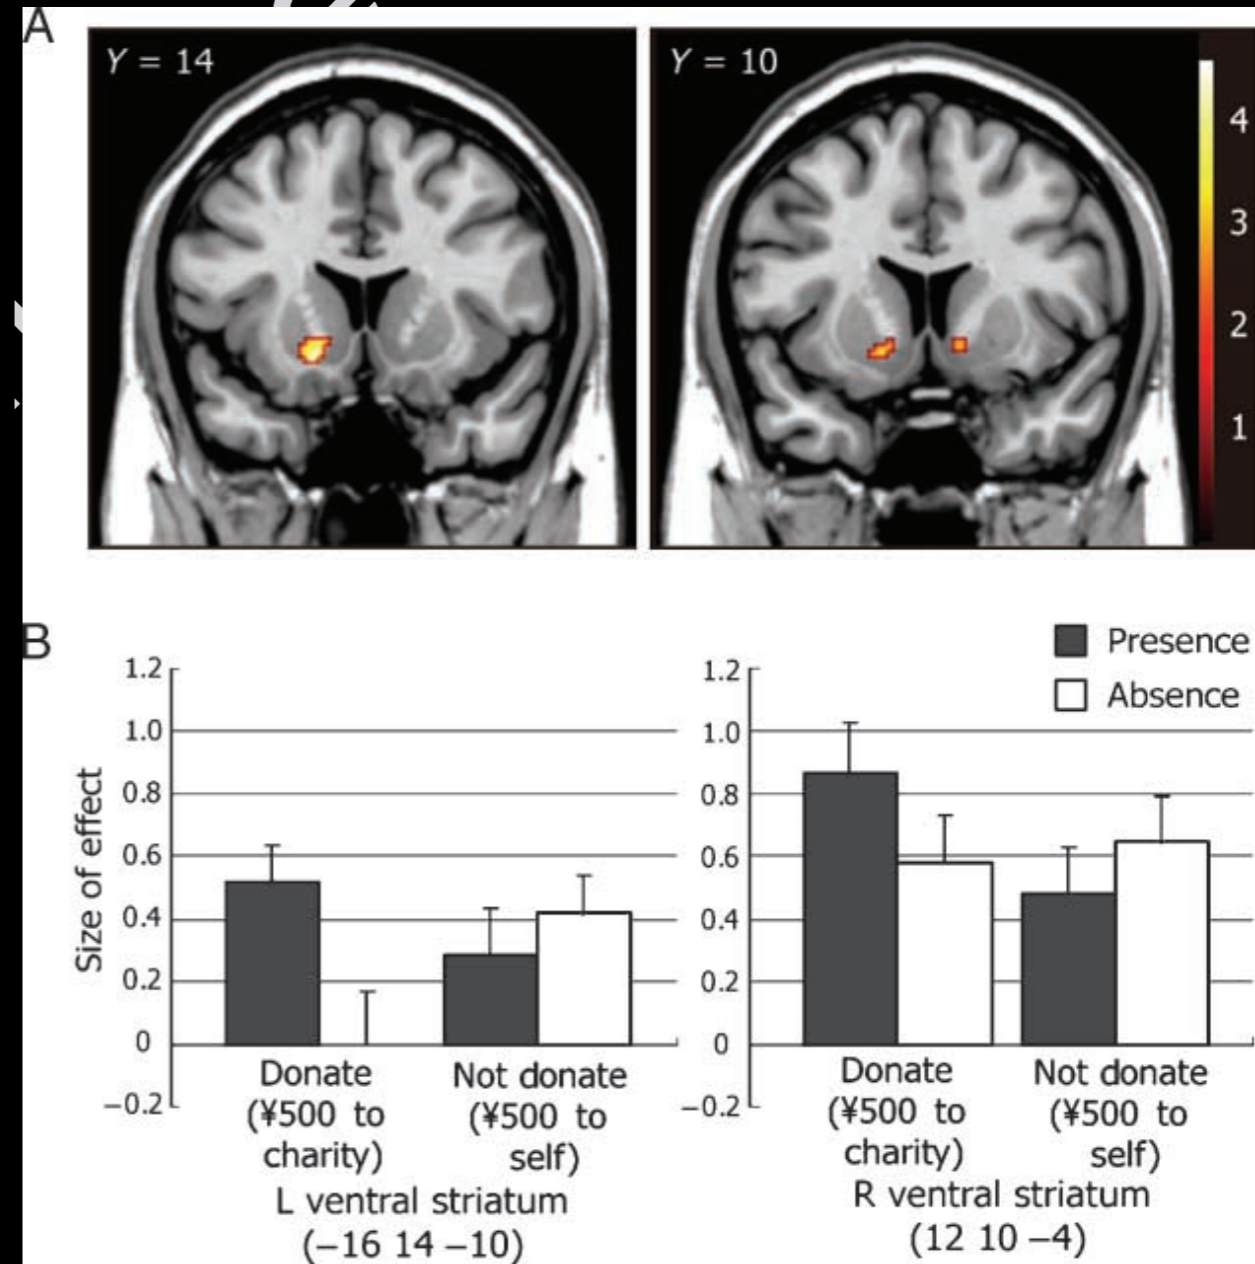 A
Y = 14
Y = 10
4
3
2
1
B
Presence
Absence
Size of effect
1.2
1.0
0.8
0.6
0.4
0.2
0
−0.2
Donate
(¥500 to
charity)
Not donate
(¥500 to
self)
L ventral striatum
(−16 14 −10)
1.2
1.0
0.8
0.6
0.4
0.2
0
−0.2
Donate
(¥500 to
charity)
Not donate
(¥500 to
self)
R ventral striatum
(12 10 −4)